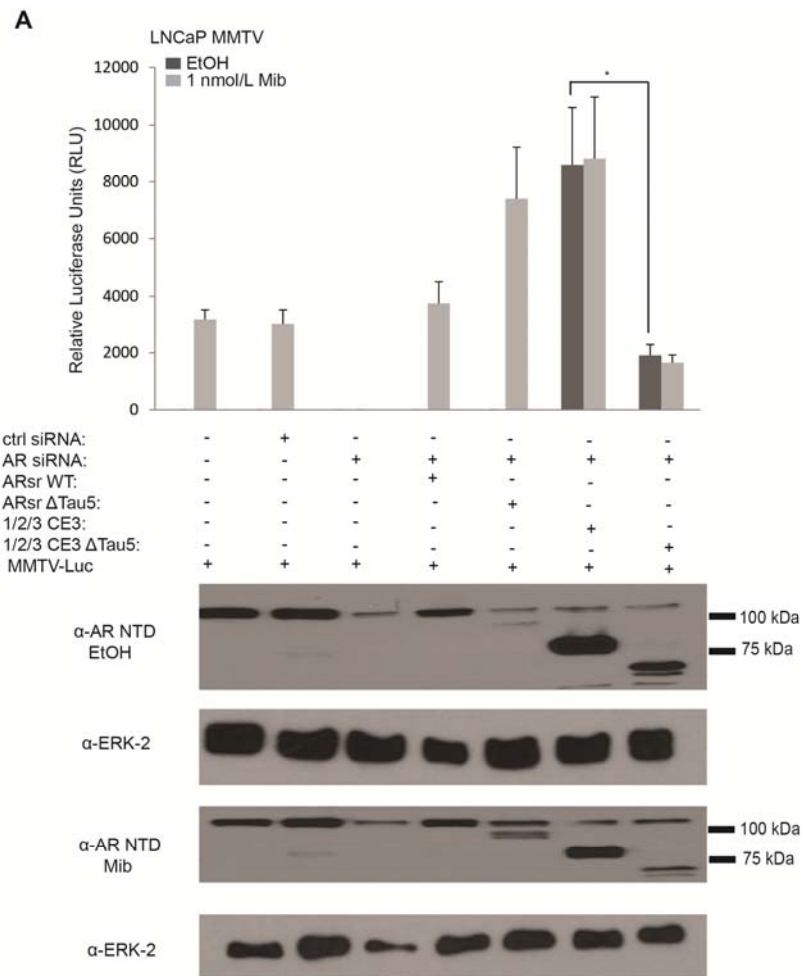 A
LNCaP MMTV
EtOH
1 nmol/L Mib
Relative Luciferase Units (RLU)
12000
10000
8000
6000
4000
2000
0
*
ctrl siRNA: - + - - - - -
AR siRNA: - - + + + + +
ARsr WT: - - - + - - -
ARsr ΔTau5: - - - - + - -
1/2/3 CE3: - - - - - + -
1/2/3 CE3 ΔTau5: - - - - - - +
MMTV-Luc + + + + + + +
α-AR NTD
EtOH
100 kDa
75 kDa
α-ERK-2
α-AR NTD
Mib
100 kDa
75 kDa
α-ERK-2